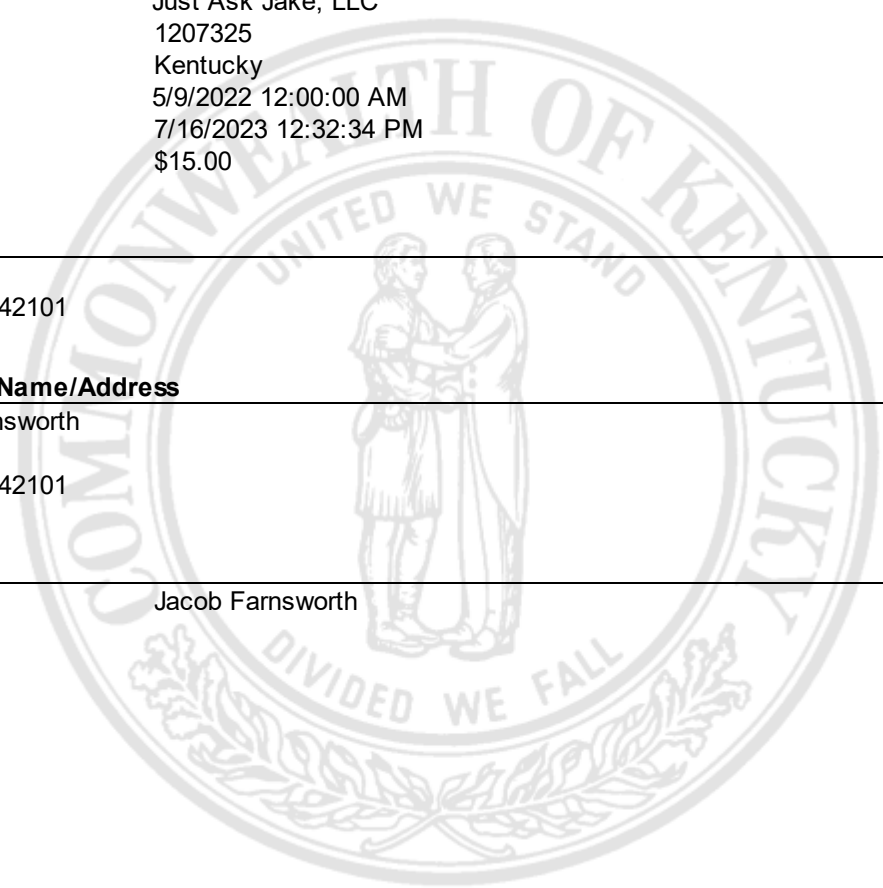 Just Ask Jake, LLC
1207325
Kentucky
5/9/2022 12:00:00 AM
7/16/2023 12:32:34 PM
$15.00
42101
Name/Address
nsworth
42101
Jacob Farnsworth
COMMONWEALTH OF KENTUCKY
UNITED WE STAND
DIVIDED WE FALL